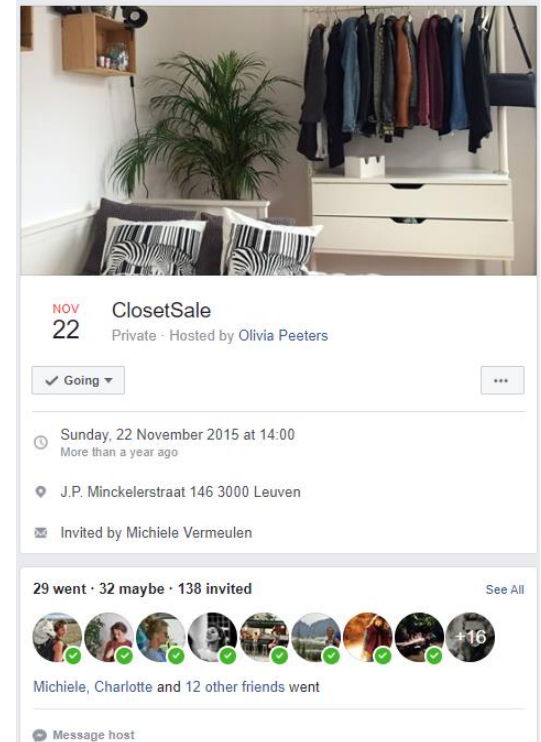 NOV
22
ClosetSale
Private · Hosted by Olivia Peeters
Going
Sunday, 22 November 2015 at 14:00
More than a year ago
J.P. Minckelerstraat 146 3000 Leuven
Invited by Michiele Vermeulen
29 went · 32 maybe · 138 invited
See All
+16
Michiele, Charlotte and 12 other friends went
Message host